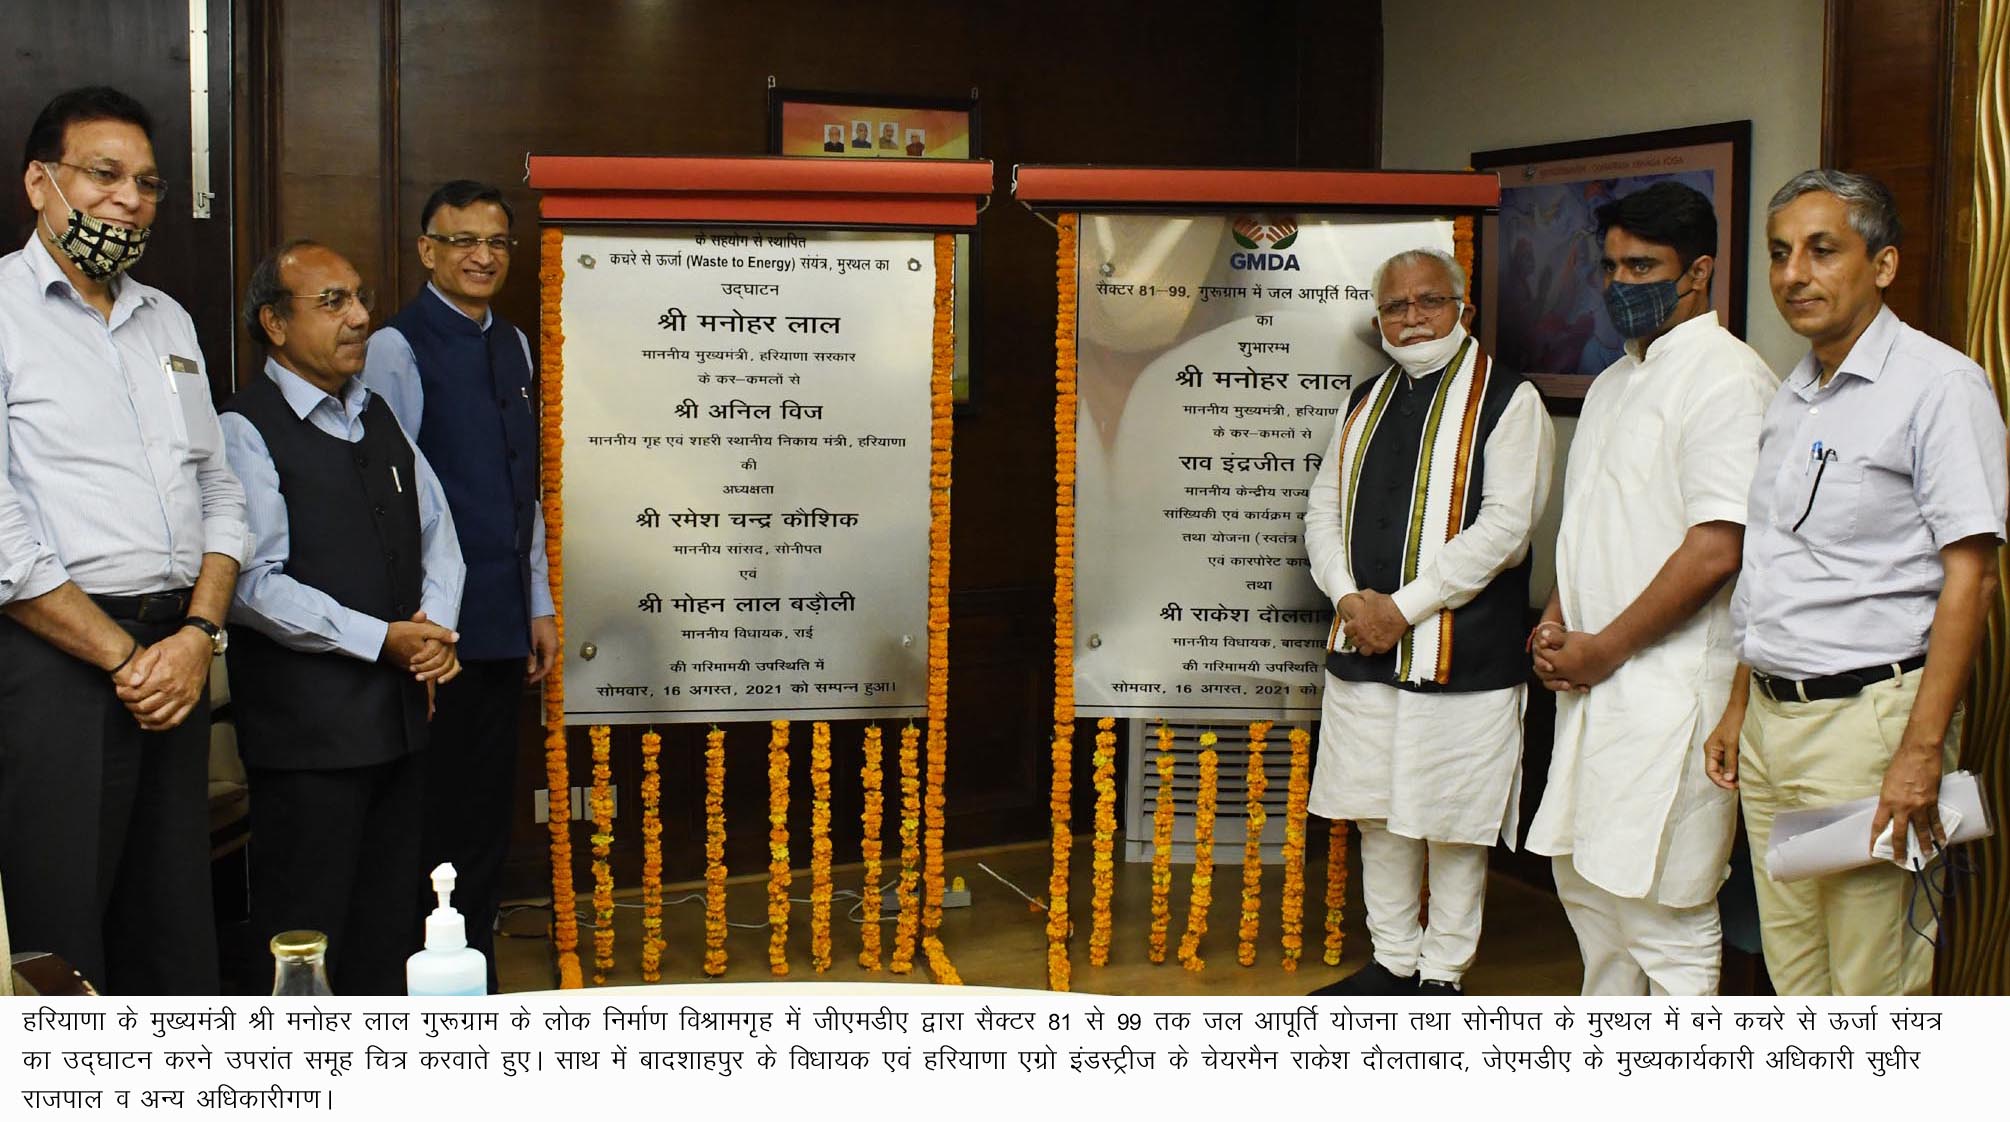 के सहयोग से स्थापित
कचरे से ऊर्जा (Waste to Energy) संयंत्र, मुरथल का
उद्‌घाटन
श्री मनोहर लाल
माननीय मुख्यमंत्री, हरियाणा सरकार
के कर-कमलों से
श्री अनिल विज
माननीय गृह एवं शहरी स्थानीय निकाय मंत्री, हरियाणा
की
अध्यक्षता
श्री रमेश चन्द्र कौशिक
माननीय सांसद, सोनीपत
एवं
श्री मोहन लाल बड़ौली
माननीय विधायक, राई
की गरिमामयी उपस्थिति में
सोमवार, 16 अगस्त, 2021 को सम्पन्न हुआ।
GMDA
सैक्टर 81-99, गुरूग्राम में जल आपूर्ति
का
शुभारम्भ
श्री मनोहर लाल
माननीय मुख्यमंत्री,
के कर-कमलों से
राव इंद्रजीत
माननीय केन्द्रीय राज्य
सांख्यिकी एवं कार्यक्रम
तथा योजना (स्वतंत्र
एवं कारपोरेट
तथा
श्री राकेश
माननीय विधायक,
की गरिमामयी उपस्थिति
सोमवार, 16 अगस्त, 2021 को
हरियाणा के मुख्यमंत्री श्री मनोहर लाल गुरूग्राम के लोक निर्माण विश्रामगृह में जीएमडीए द्वारा सैक्टर 81 से 99 तक जल आपूर्ति योजना तथा सोनीपत के मुरथल में बने कचरे से ऊर्जा संयत्र
का उद्‌घाटन करने उपरांत समूह चित्र करवाते हुए। साथ में बादशाहपुर के विधायक एवं हरियाणा एग्रो इंडस्ट्रीज के चेयरमैन राकेश दौलताबाद, जेएमडीए के मुख्यकार्यकारी अधिकारी सुधीर
राजपाल व अन्य अधिकारीगण।